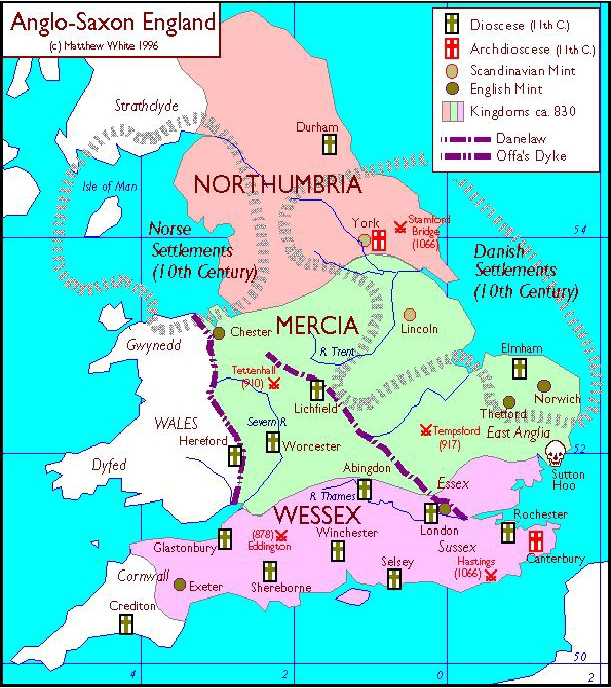 Anglo-Saxon England
(c) Matthew White 1996
Dioscese (11th C.)
Archdioscese (11th C.)
Scandinavian Mint
English Mint
Kingdoms ca. 830
Danelaw
Offa's Dylke
Strathclyde
Durham
Isle of Man
NORTHUMBRIA
York
Stamford
Bridge
(1066)
54
Norse
Settlements
(10th Century)
Danish
Settlements
(10th Century)
Chester
MERCIA
Lincoln
Gwynedd
R. Trent
Elmham
Tettenhall
(910)
Lichfield
Thetford
Norwich
WALES
Severn R.
Tempsford
(917)
East Anglia
Hereford
Worcester
52
Dyfed
Abingdon
Essex
Sutton
Hoo
R. Thames
WESSEX
London
Rochester
Glastonbury
(878)
Eddington
Winchester
Sussex
Canterbury
Cornwall
Shereborne
Selsey
Hastings
(1066)
Exeter
Crediton
50
4
2
0
2